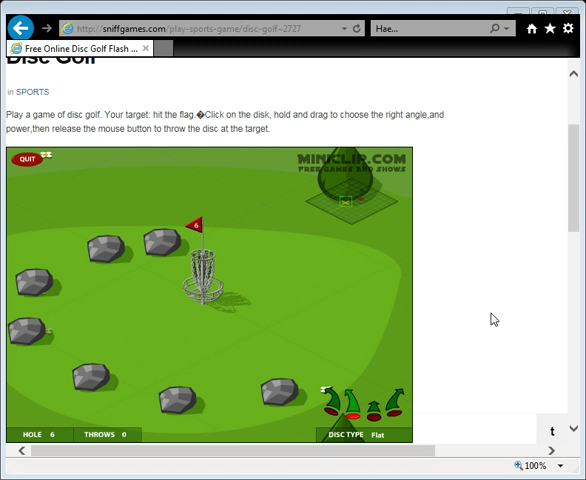 http://sniffgames.com/play-sports-game/disc-golf~2727
Hae...
Free Online Disc Golf Flash ...
Disc Golf
in SPORTS
Play a game of disc golf. Your target: hit the flag.�Click on the disk, hold and drag to choose the right angle,and
power,then release the mouse button to throw the disc at the target.
QUIT
MINICLIP.COM
FREE GAMES AND SHOWS
6
HOLE 6
THROWS 0
DISC TYPE Flat
t
100%